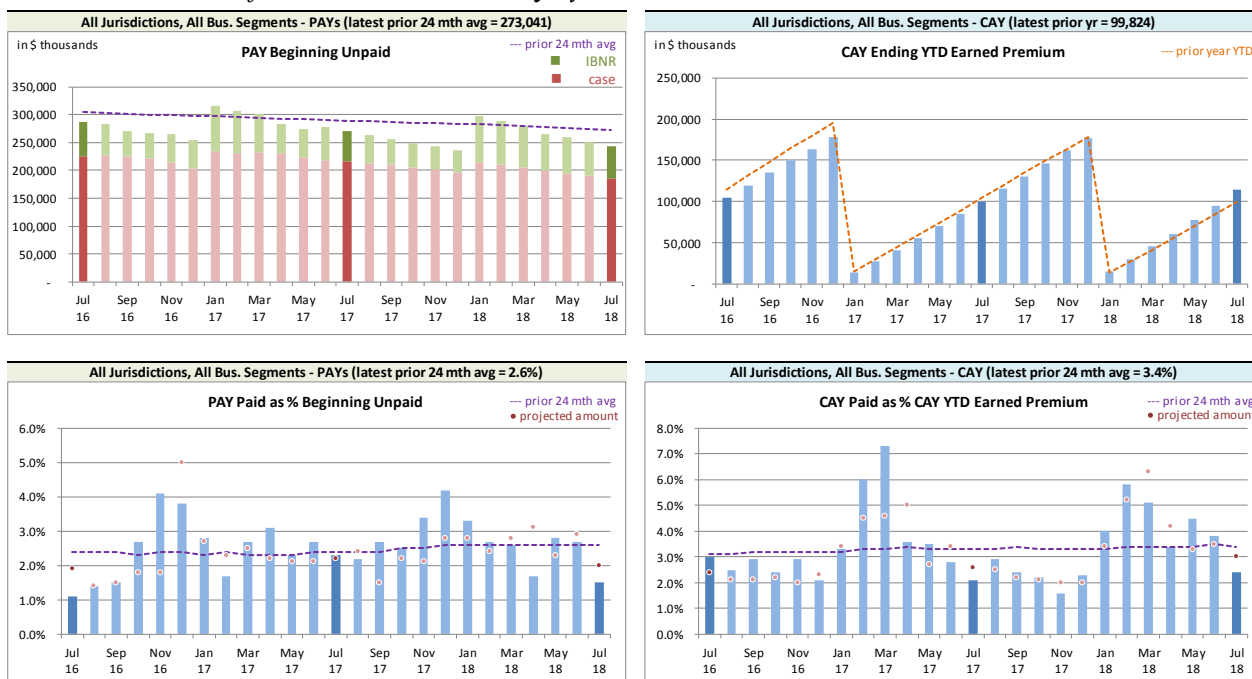 All Jurisdictions, All Bus. Segments - PAYs (latest prior 24 mth avg = 273,041)
in $ thousands
PAY Beginning Unpaid
--- prior 24 mth avg
IBNR
case
350,000
300,000
250,000
200,000
150,000
100,000
50,000
-
Jul Sep Nov Jan Mar May Jul Sep Nov Jan Mar May Jul
16 16 16 17 17 17 17 17 17 18 18 18 18
All Jurisdictions, All Bus. Segments - CAY (latest prior yr = 99,824)
in $ thousands
CAY Ending YTD Earned Premium
--- prior year YTD
250,000
200,000
150,000
100,000
50,000
-
Jul Sep Nov Jan Mar May Jul Sep Nov Jan Mar May Jul
16 16 16 17 17 17 17 17 17 18 18 18 18
All Jurisdictions, All Bus. Segments - PAYs (latest prior 24 mth avg = 2.6%)
PAY Paid as % Beginning Unpaid
--- prior 24 mth avg
• projected amount
6.0%
5.0%
4.0%
3.0%
2.0%
1.0%
0.0%
Jul Sep Nov Jan Mar May Jul Sep Nov Jan Mar May Jul
16 16 16 17 17 17 17 17 17 18 18 18 18
All Jurisdictions, All Bus. Segments - CAY (latest prior 24 mth avg = 3.4%)
CAY Paid as % CAY YTD Earned Premium
--- prior 24 mth avg
• projected amount
8.0%
7.0%
6.0%
5.0%
4.0%
3.0%
2.0%
1.0%
0.0%
Jul Sep Nov Jan Mar May Jul Sep Nov Jan Mar May Jul
16 16 16 17 17 17 17 17 17 18 18 18 18